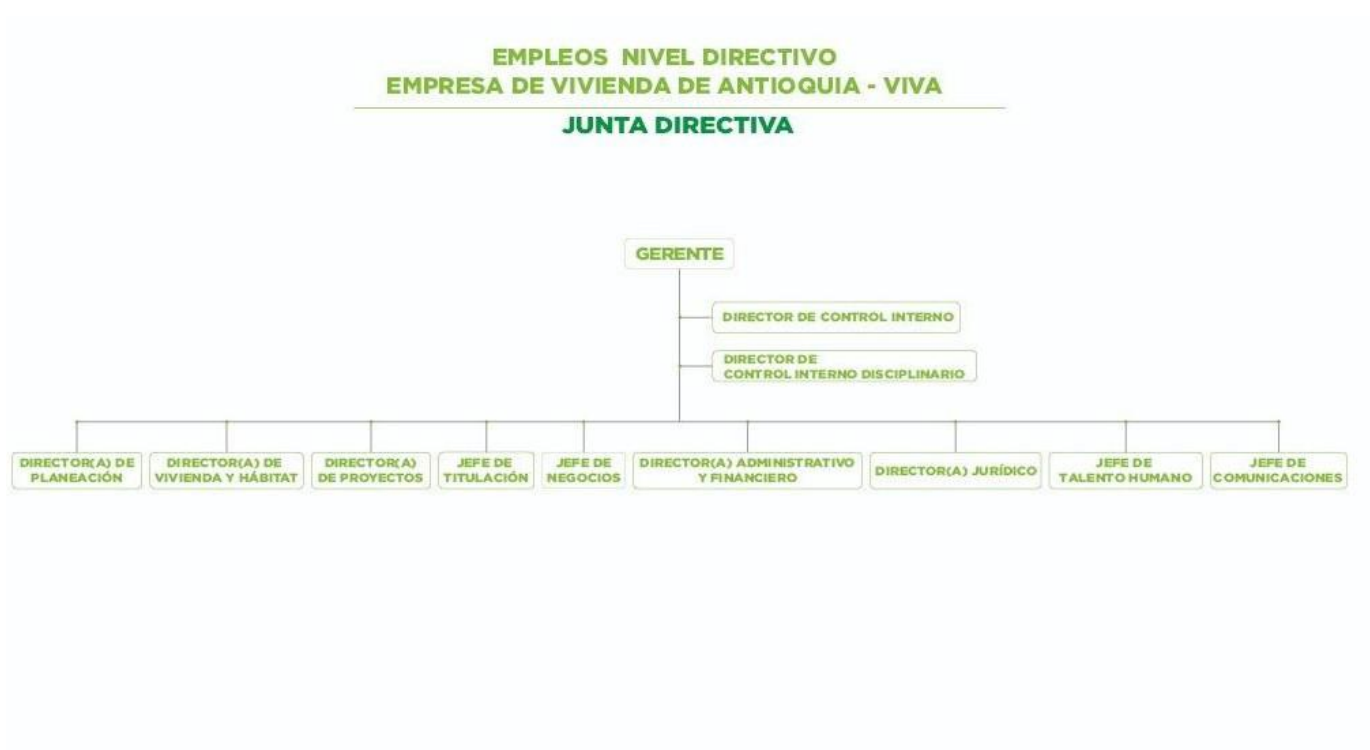 EMPLEOS NIVEL DIRECTIVO
EMPRESA DE VIVIENDA DE ANTIOQUIA - VIVA
JUNTA DIRECTIVA
GERENTE
DIRECTOR DE CONTROL INTERNO
DIRECTOR DE
CONTROL INTERNO DISCIPLINARIO
DIRECTOR(A) DE
PLANEACIÓN
DIRECTOR(A) DE
VIVIENDA Y HÁBITAT
DIRECTOR(A)
DE PROYECTOS
JEFE DE
TITULACIÓN
JEFE DE
NEGOCIOS
DIRECTOR(A) ADMINISTRATIVO
Y FINANCIERO
DIRECTOR(A) JURÍDICO
JEFE DE
TALENTO HUMANO
JEFE DE
COMUNICACIONES